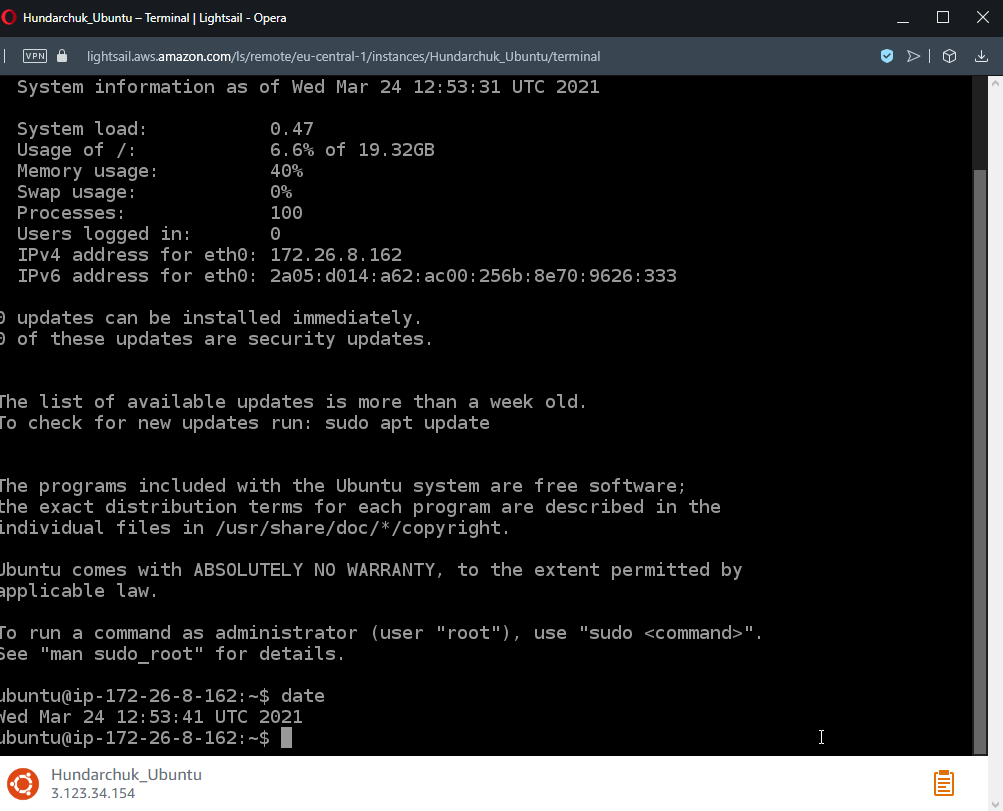 Hundarchuk_Ubuntu – Terminal | Lightsail - Opera
VPN lightsail.aws.amazon.com/ls/remote/eu-central-1/instances/Hundarchuk_Ubuntu/terminal
System information as of Wed Mar 24 12:53:31 UTC 2021
System load: 0.47
Usage of /: 6.6% of 19.32GB
Memory usage: 40%
Swap usage: 0%
Processes: 100
Users logged in: 0
IPv4 address for eth0: 172.26.8.162
IPv6 address for eth0: 2a05:d014:a62:ac00:256b:8e70:9626:333
0 updates can be installed immediately.
0 of these updates are security updates.
The list of available updates is more than a week old.
To check for new updates run: sudo apt update
The programs included with the Ubuntu system are free software;
the exact distribution terms for each program are described in the
individual files in /usr/share/doc/*/copyright.
Ubuntu comes with ABSOLUTELY NO WARRANTY, to the extent permitted by
applicable law.
To run a command as administrator (user "root"), use "sudo <command>".
See "man sudo_root" for details.
ubuntu@ip-172-26-8-162:~$ date
Wed Mar 24 12:53:41 UTC 2021
ubuntu@ip-172-26-8-162:~$
Hundarchuk_Ubuntu
3.123.34.154